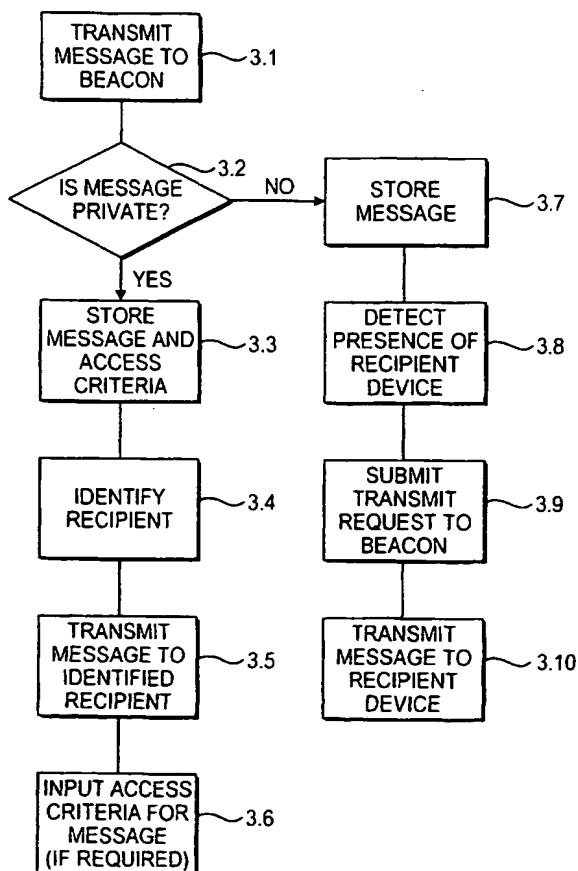 TRANSMIT
MESSAGE TO
BEACON
3.1
IS MESSAGE
PRIVATE?
3.2
NO
YES
STORE
MESSAGE AND
ACCESS
CRITERIA
3.3
IDENTIFY
RECIPIENT
3.4
TRANSMIT
MESSAGE TO
IDENTIFIED
RECIPIENT
3.5
INPUT ACCESS
CRITERIA FOR
MESSAGE
(IF REQUIRED)
3.6
STORE
MESSAGE
3.7
DETECT
PRESENCE OF
RECIPIENT
DEVICE
3.8
SUBMIT
TRANSMIT
REQUEST TO
BEACON
3.9
TRANSMIT
MESSAGE TO
RECIPIENT
DEVICE
3.10